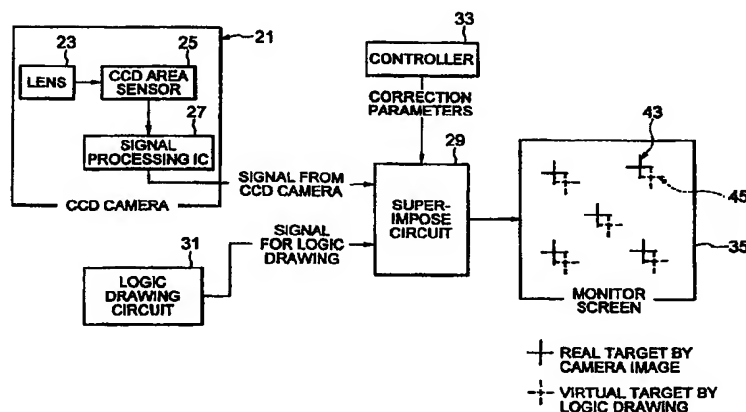 21
23
25
LENS
CCD AREA
SENSOR
27
SIGNAL
PROCESSING IC
CCD CAMERA
33
CONTROLLER
CORRECTION
PARAMETERS
29
SIGNAL FROM
CCD CAMERA
SUPER-
IMPOSE
CIRCUIT
SIGNAL
FOR LOGIC
DRAWING
31
LOGIC
DRAWING
CIRCUIT
43
45
35
MONITOR
SCREEN
REAL TARGET BY
CAMERA IMAGE
VIRTUAL TARGET BY
LOGIC DRAWING